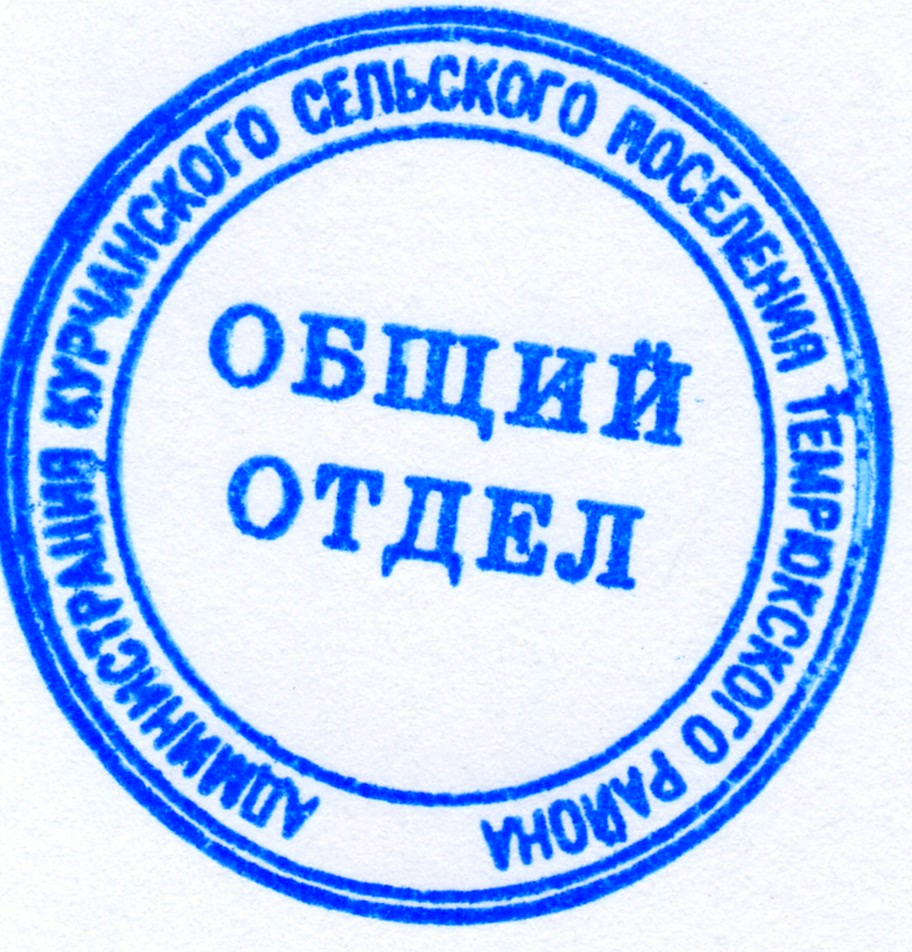 АДМИНИСТРАЦИЯ КУРЧАНСКОГО СЕЛЬСКОГО ПОСЕЛЕНИЯ ТЕМРЮКСКОГО РАЙОНА
ОБЩИЙ
ОТДЕЛ